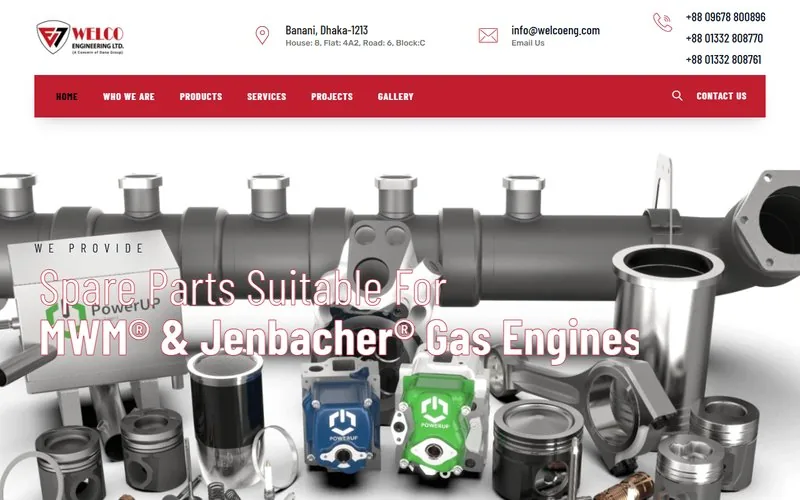 WELCO
ENGINEERING LTD.
(A Concern of Rana Group)
Banani, Dhaka-1213
House: 8, Flat: 4A2, Road: 6, Block:C
info@welcoeng.com
Email Us
+88 09678 800896
+88 01332 808770
+88 01332 808761
HOME
WHO WE ARE
PRODUCTS
SERVICES
PROJECTS
GALLERY
CONTACT US
WE PROVIDE
Spare Parts Suitable For
MWM® & Jenbacher® Gas Engines
PowerUP
POWERUP
POWERUP